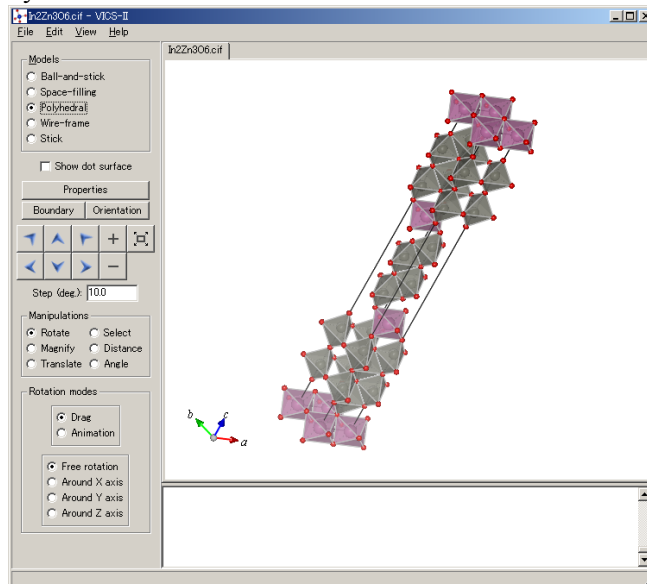 In2Zn3O6.cif - VICS-II
File Edit View Help
Models
Ball-and-stick
Space-filling
Polyhedral
Wire-frame
Stick
Show dot surface
Properties
Boundary Orientation
Step (deg.): 10.0
Manipulations
Rotate Select
Magnify Distance
Translate Angle
Rotation modes
Drag
Animation
Free rotation
Around X axis
Around Y axis
Around Z axis
In2Zn3O6.cif
b c a